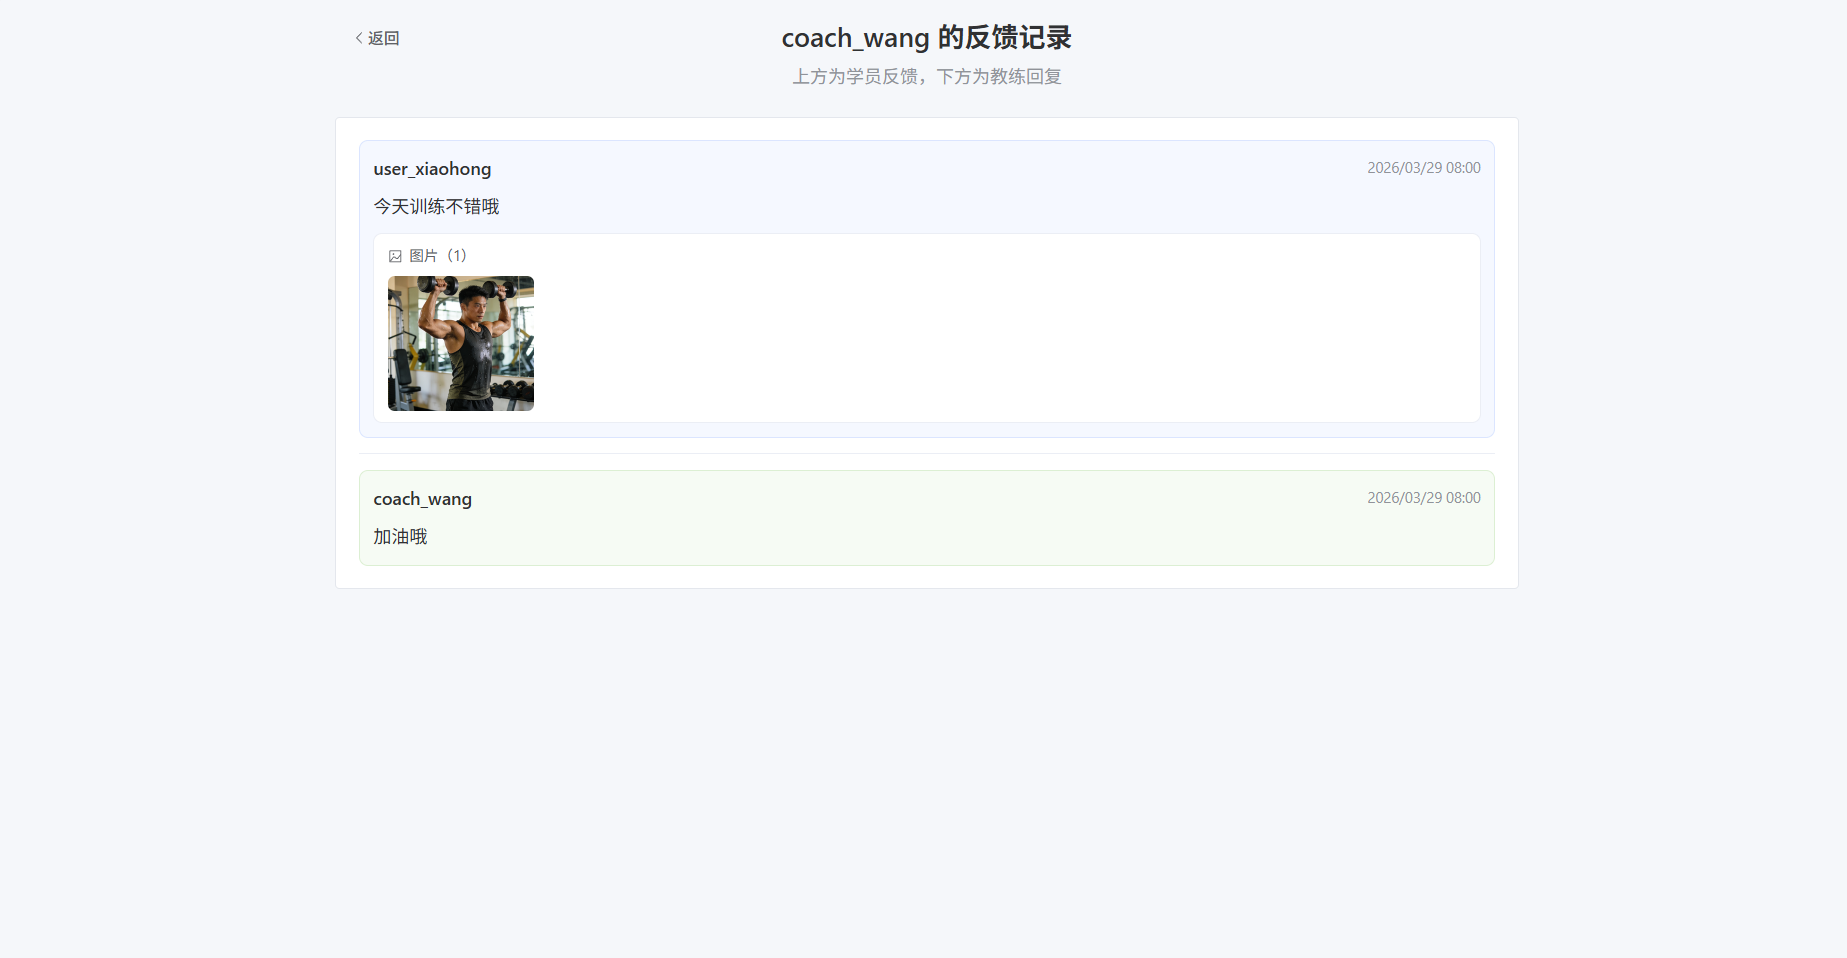 返回
coach_wang 的反馈记录
上方为学员反馈，下方为教练回复
user_xiaohong
2026/03/29 08:00
今天训练不错哦
图片（1）
coach_wang
2026/03/29 08:00
加油哦